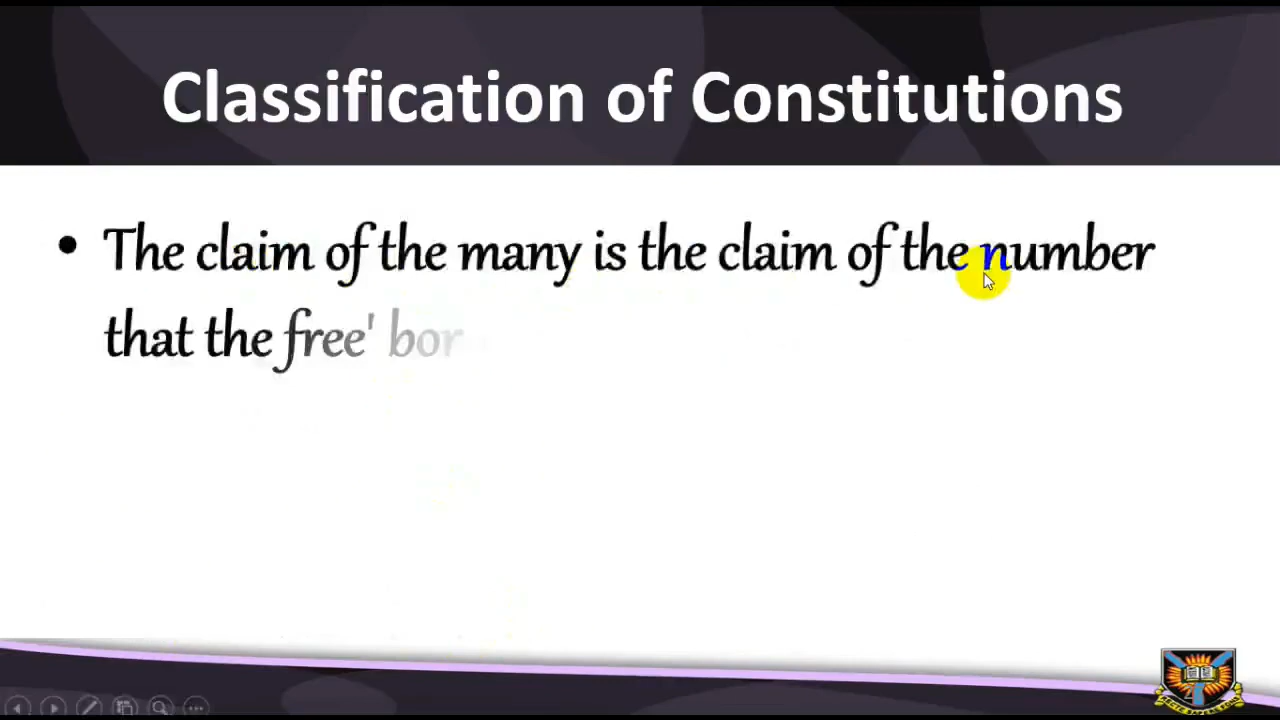 Classification of Constitutions
• The claim of the many is the claim of the number
that the free' bor